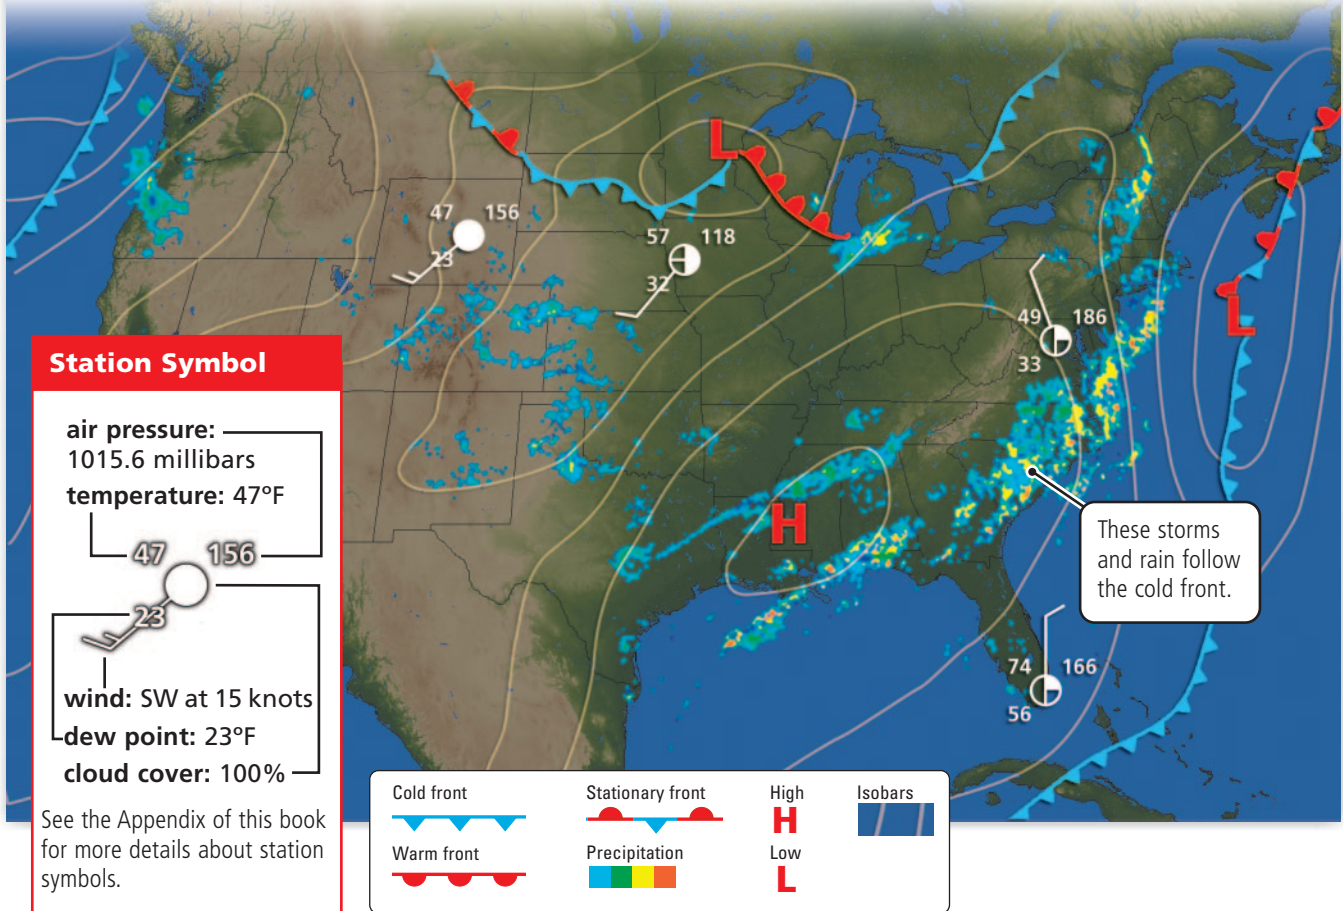 L
47 156
23
57 118
32
49 186
33
L
H
74 166
56
These storms
and rain follow
the cold front.
Station Symbol
air pressure:
1015.6 millibars
temperature: 47ºF
47 156
23
wind: SW at 15 knots
dew point: 23ºF
cloud cover: 100%
See the Appendix of this book
for more details about station
symbols.
Cold front
Warm front
Stationary front
Precipitation
High
H
Low
L
Isobars